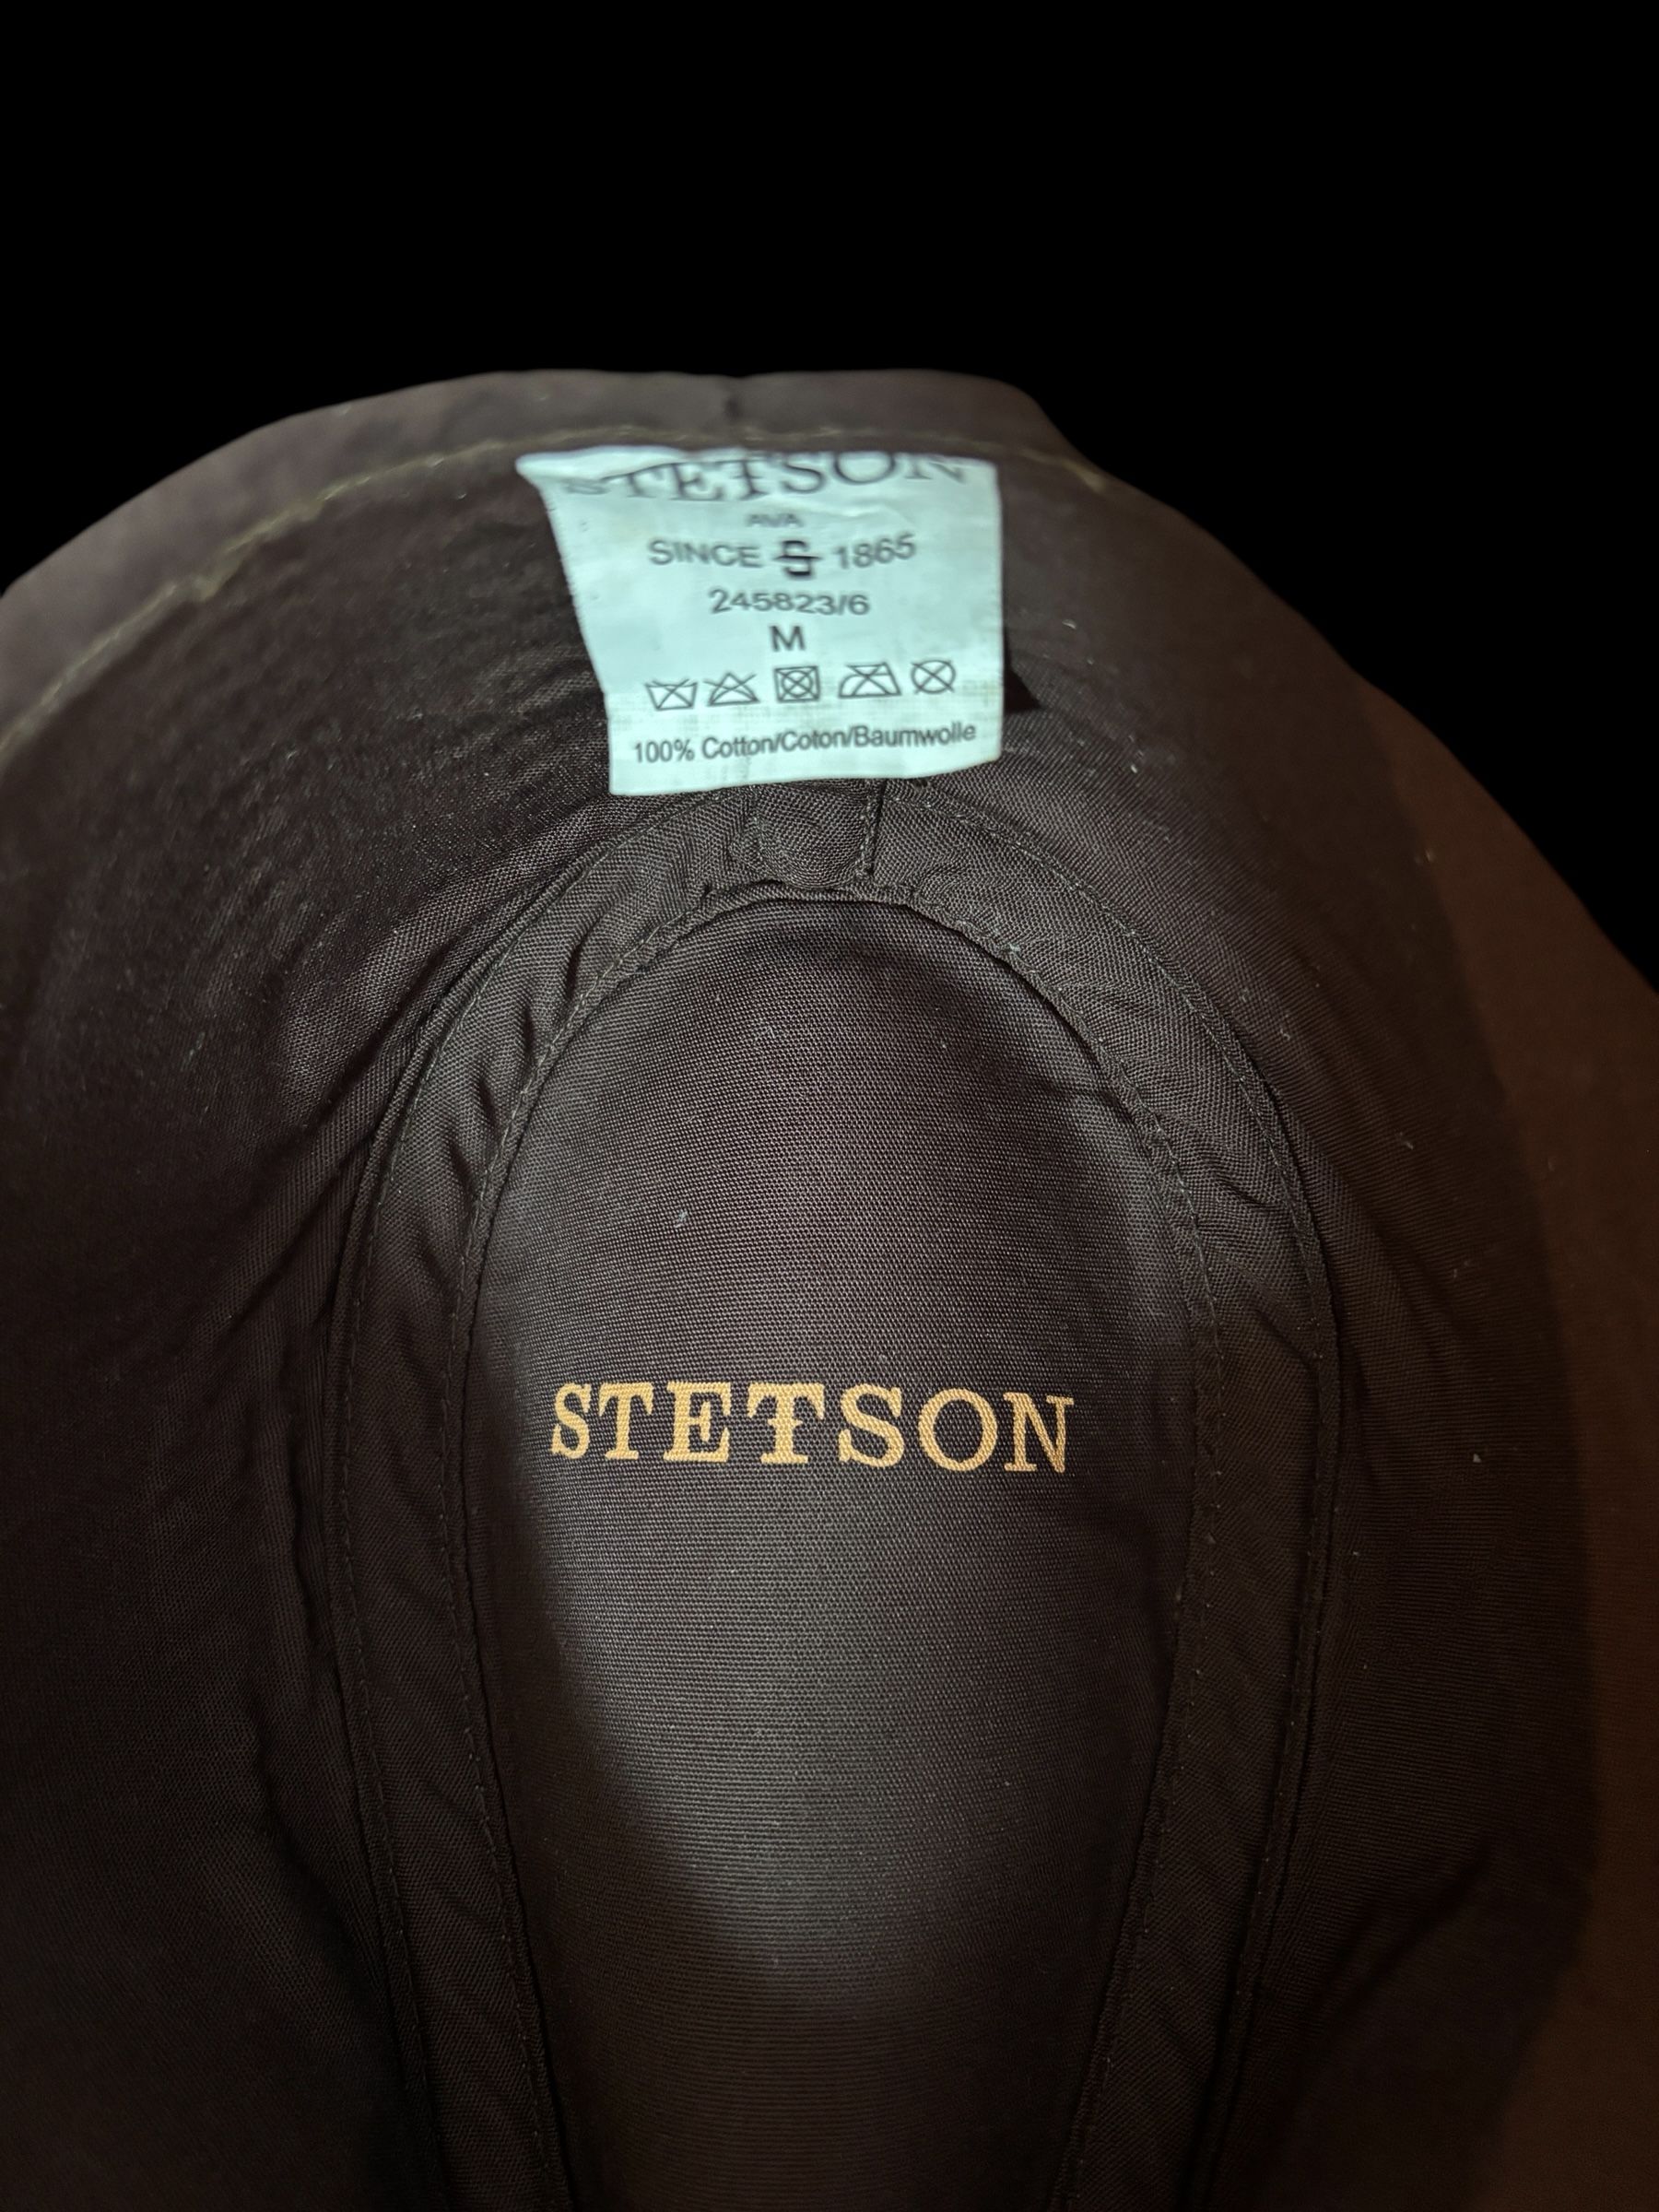 STETSON
AVA
SINCE S 1865
245823/6
M
100% Cotton/Coton/Baumwolle
STETSON